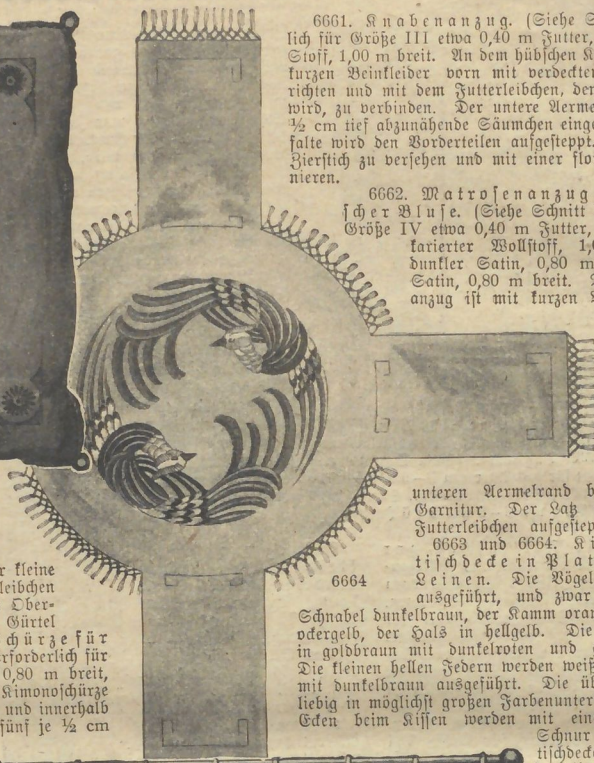 6661. Knabenanzug. (Siehe S
lich für Größe III etwa 0,40 m Futter,
Stoff, 1,00 m breit. An dem hübschen K
kurzen Beinkleider vorn mit verdeckten
richten und mit dem Futterleibchen, den
wird, zu verbinden. Der untere Aerme
½ cm tief abzunähende Säumchen einge
falte wird den Vorderteilen aufgesteppt.
Zierstich zu versehen und mit einer flo
nieren.
6662. Matrosenanzug
scher Bluse. (Siehe Schnitt
Größe IV etwa 0,40 m Futter,
karierter Wollstoff, 1,
dunkler Satin, 0,80 m
Satin, 0,80 m breit.
anzug ist mit kurzen
unteren Aermelrand b
Garnitur. Der Latz
Futterleibchen aufgestep
6663 und 6664. Ki
tischdecke in Plat
Leinen. Die Vögel
ausgeführt, und zwar
Schnabel dunkelbraun, der Kamm oran
ockergelb, der Hals in hellgelb. Die
in goldbraun mit dunkelroten und
Die kleinen hellen Federn werden weiß
mit dunkelbraun ausgeführt. Die üb
liebig in möglichst großen Farbenunter
Ecken beim Kissen werden mit ein
Schnur
tischdeck
6664
r kleine
leibchen
Ober-
Gürtel
chürze für
rforderlich für
0,80 m breit,
Kimonoschürze
und innerhalb
fünf je ½ cm